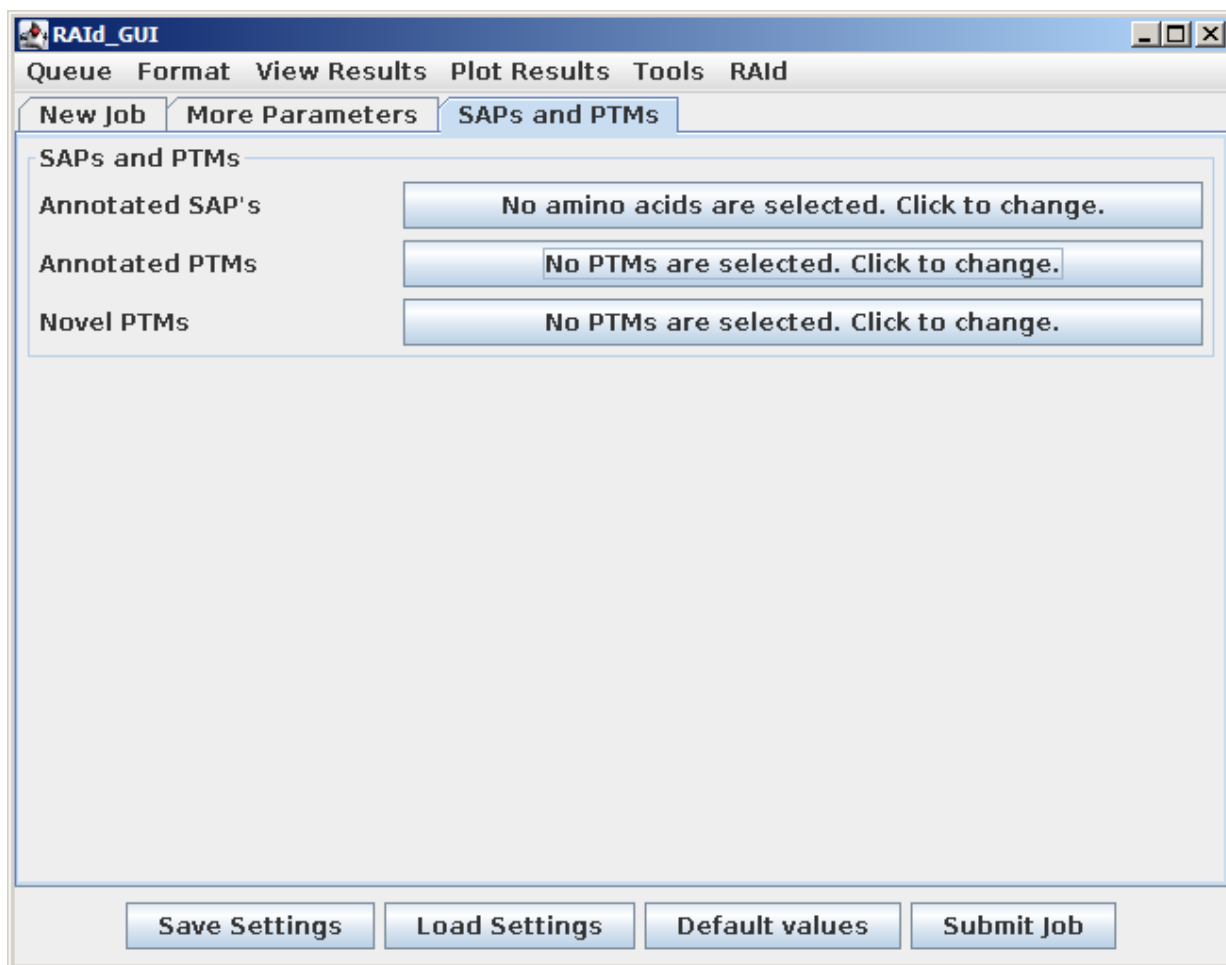 RAId_GUI
Queue Format View Results Plot Results Tools RAId
New Job More Parameters SAPs and PTMs
SAPs and PTMs
Annotated SAP's No amino acids are selected. Click to change.
Annotated PTMs No PTMs are selected. Click to change.
Novel PTMs No PTMs are selected. Click to change.
Save Settings Load Settings Default values Submit Job